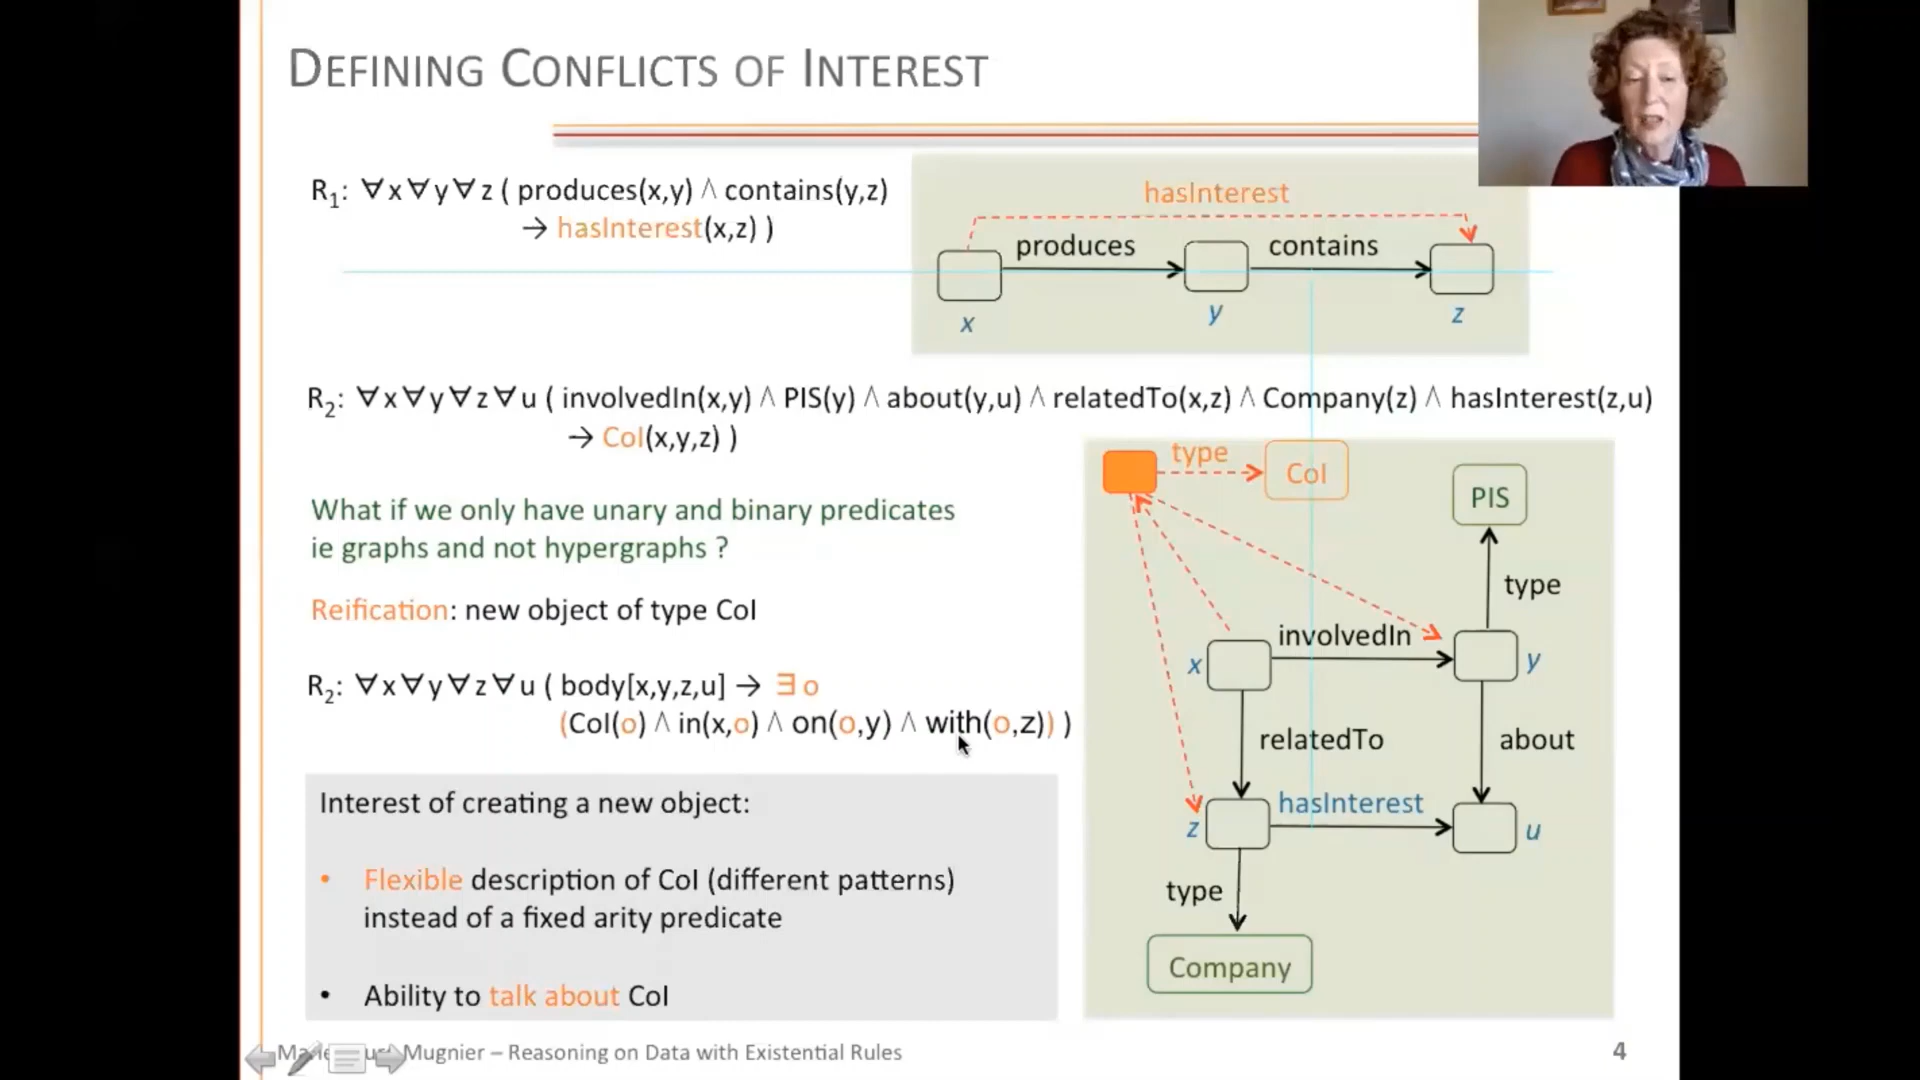 DEFINING CONFLICTS OF INTEREST
R1: ∀x∀y∀z ( produces(x,y) ∧ contains(y,z)
→ hasInterest(x,z) )
hasInterest
produces
contains
x
y
z
R2: ∀x∀y∀z∀u ( involvedIn(x,y) ∧ PIS(y) ∧ about(y,u) ∧ relatedTo(x,z) ∧ Company(z) ∧ hasInterest(z,u)
→ CoI(x,y,z) )
What if we only have unary and binary predicates
ie graphs and not hypergraphs ?
Reification: new object of type CoI
R2: ∀x∀y∀z∀u ( body[x,y,z,u] → ∃o
(CoI(o) ∧ in(x,o) ∧ on(o,y) ∧ with(o,z)) )
Interest of creating a new object:
• Flexible description of CoI (different patterns)
instead of a fixed arity predicate
• Ability to talk about CoI
type
CoI
PIS
type
involvedIn
x
y
relatedTo
about
hasInterest
z
u
type
Company
Mugnier – Reasoning on Data with Existential Rules
4